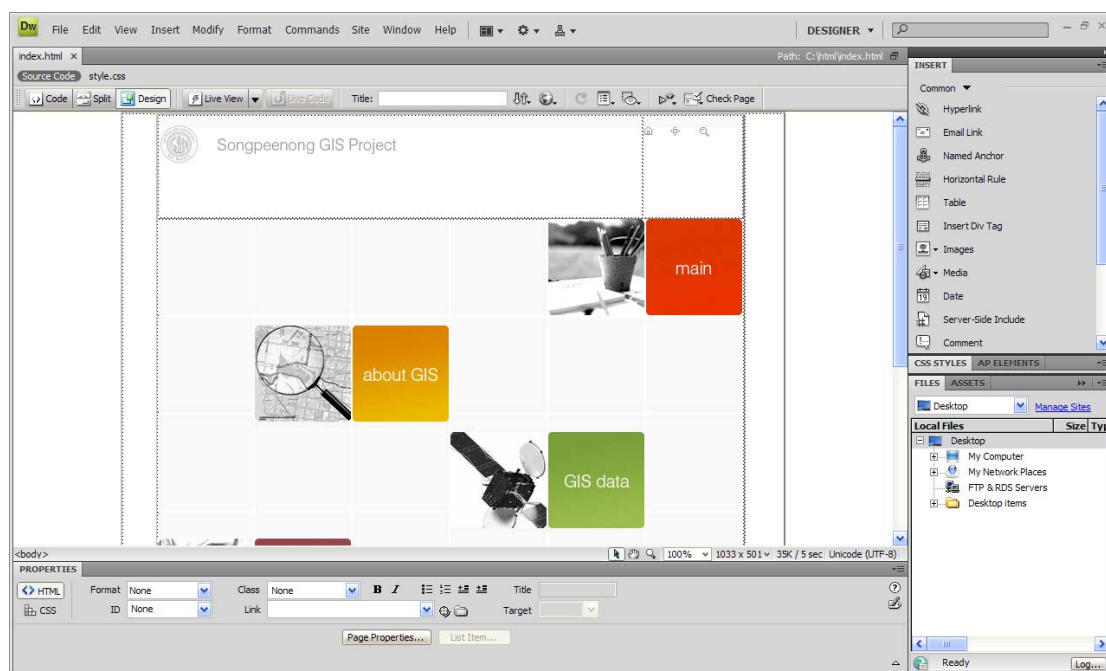 Dw File Edit View Insert Modify Format Commands Site Window Help DESIGNER
index.html × Path: C:\html\index.html
Source Code style.css
Code Split Design Live View Live Code Title: Check Page
Songpeenong GIS Project
main
about GIS
GIS data
<body> 100% 1033 x 501 35K / 5 sec Unicode (UTF-8)
PROPERTIES
HTML Format None Class None B I Title
CSS ID None Link Target
Page Properties... List Item...
INSERT
Common
Hyperlink
Email Link
Named Anchor
Horizontal Rule
Table
Insert Div Tag
Images
Media
Date
Server-Side Include
Comment
CSS STYLES AP ELEMENTS
FILES ASSETS
Desktop Manage Sites
Local Files Size Typ
Desktop
My Computer
My Network Places
FTP & RDS Servers
Desktop items
Ready Log...